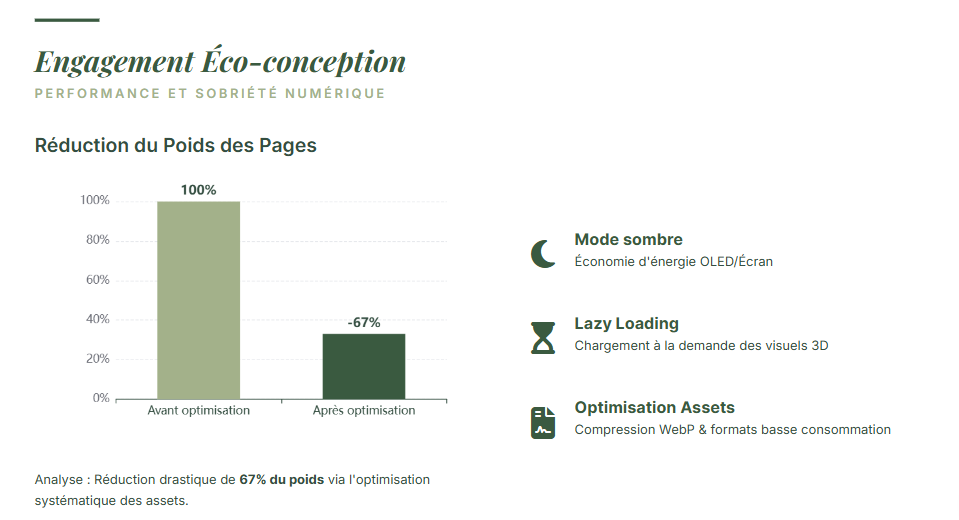 Engagement Éco-conception
PERFORMANCE ET SOBRIÉTÉ NUMÉRIQUE
Réduction du Poids des Pages
100%
100%
80%
60%
40%
-67%
20%
0%
Avant optimisation
Après optimisation
Analyse : Réduction drastique de 67% du poids via l'optimisation
systématique des assets.
Mode sombre
Économie d'énergie OLED/Écran
Lazy Loading
Chargement à la demande des visuels 3D
Optimisation Assets
Compression WebP & formats basse consommation